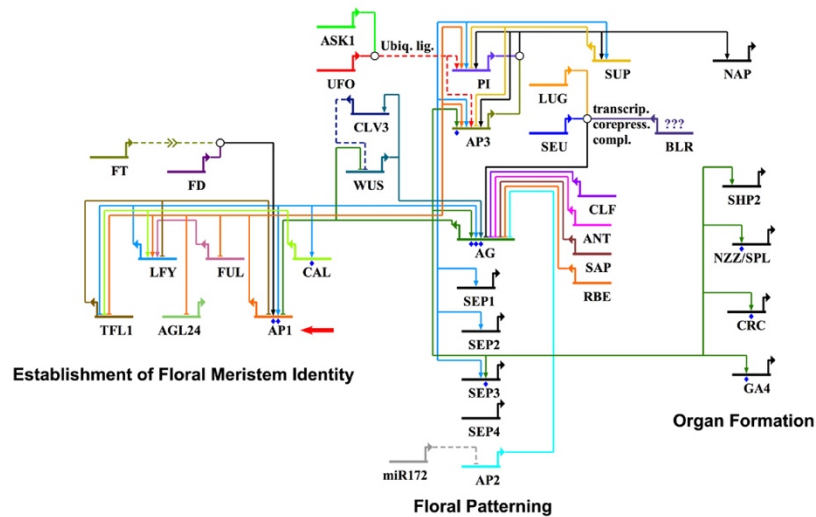 ASK1
Ubiq. lig.
UFO
PI
SUP
NAP
LUG
CLV3
transcrip.
???
AP3
SEU
corepress.
BLR
compl.
FT
FD
WUS
SHP2
CLF
AG
ANT
NZZ/SPL
LFY
FUL
CAL
SAP
SEP1
RBE
TFL1
AGL24
AP1
CRC
SEP2
Establishment of Floral Meristem Identity
SEP3
GA4
SEP4
Organ Formation
miR172
AP2
Floral Patterning